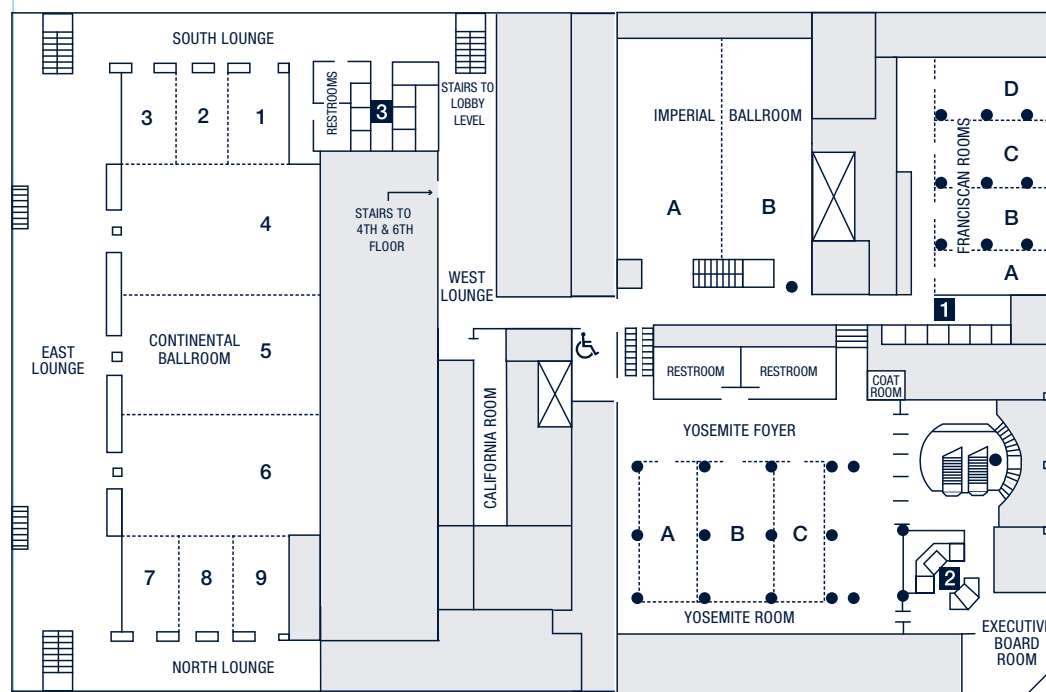 SOUTH LOUNGE
RESTROOMS
3
STAIRS TO
LOBBY
LEVEL
3
2
1
4
STAIRS TO
4TH & 6TH
FLOOR
WEST
LOUNGE
EAST
LOUNGE
CONTINENTAL
BALLROOM
5
6
CALIFORNIA ROOM
7
8
9
NORTH LOUNGE
IMPERIAL BALLROOM
A
B
FRANCISCAN ROOMS
D
C
B
A
1
RESTROOM
RESTROOM
COAT
ROOM
YOSEMITE FOYER
A
B
C
YOSEMITE ROOM
2
EXECUTIVE
BOARD
ROOM